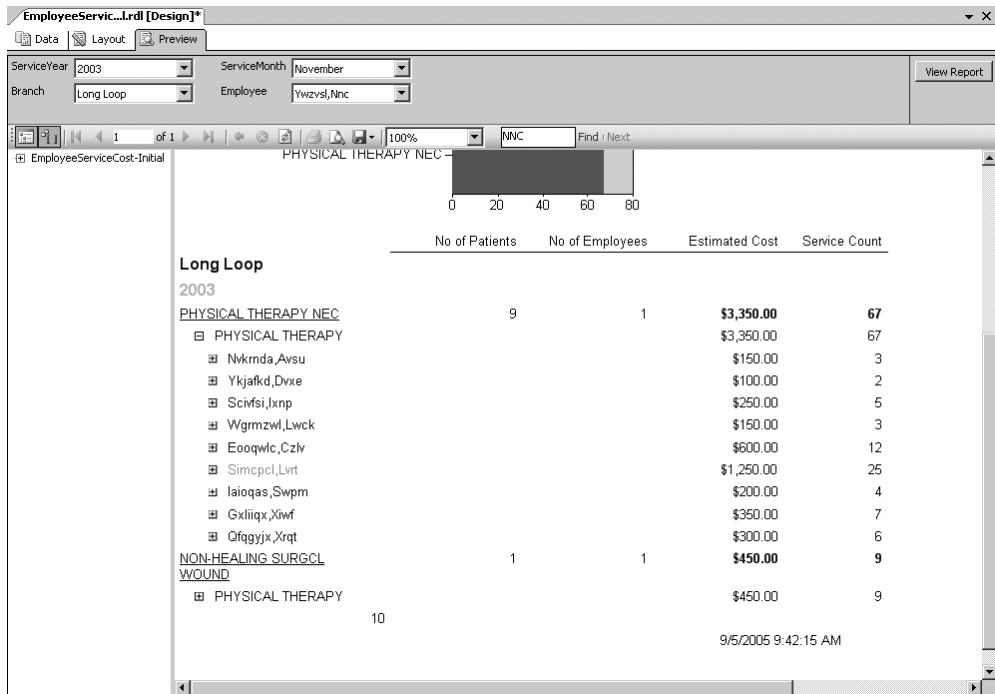 EmployeeServic...l.rdl [Design]*
Data Layout Preview
ServiceYear 2003 ServiceMonth November View Report
Branch Long Loop Employee Ywzvsl,Nnc
1 of 1 100% NNC Find | Next
EmployeeServiceCost-Initial
PHYSICAL THERAPY NEC
0 20 40 60 80
No of Patients No of Employees Estimated Cost Service Count
Long Loop
2003
PHYSICAL THERAPY NEC 9 1 $3,350.00 67
PHYSICAL THERAPY $3,350.00 67
Nvkrnda,Avsu $150.00 3
Ykjafkd,Dvxe $100.00 2
Scivfsi,Ixnp $250.00 5
Wgrmzwl,Lwck $150.00 3
Eooqwlc,Czlv $600.00 12
Simcpcl,Lvrt $1,250.00 25
Iaioqas,Swpm $200.00 4
Gxliiqx,Xiwf $350.00 7
Qfqgyjx,Xrqt $300.00 6
NON-HEALING SURGCL 1 1 $450.00 9
WOUND
PHYSICAL THERAPY $450.00 9
10
9/5/2005 9:42:15 AM